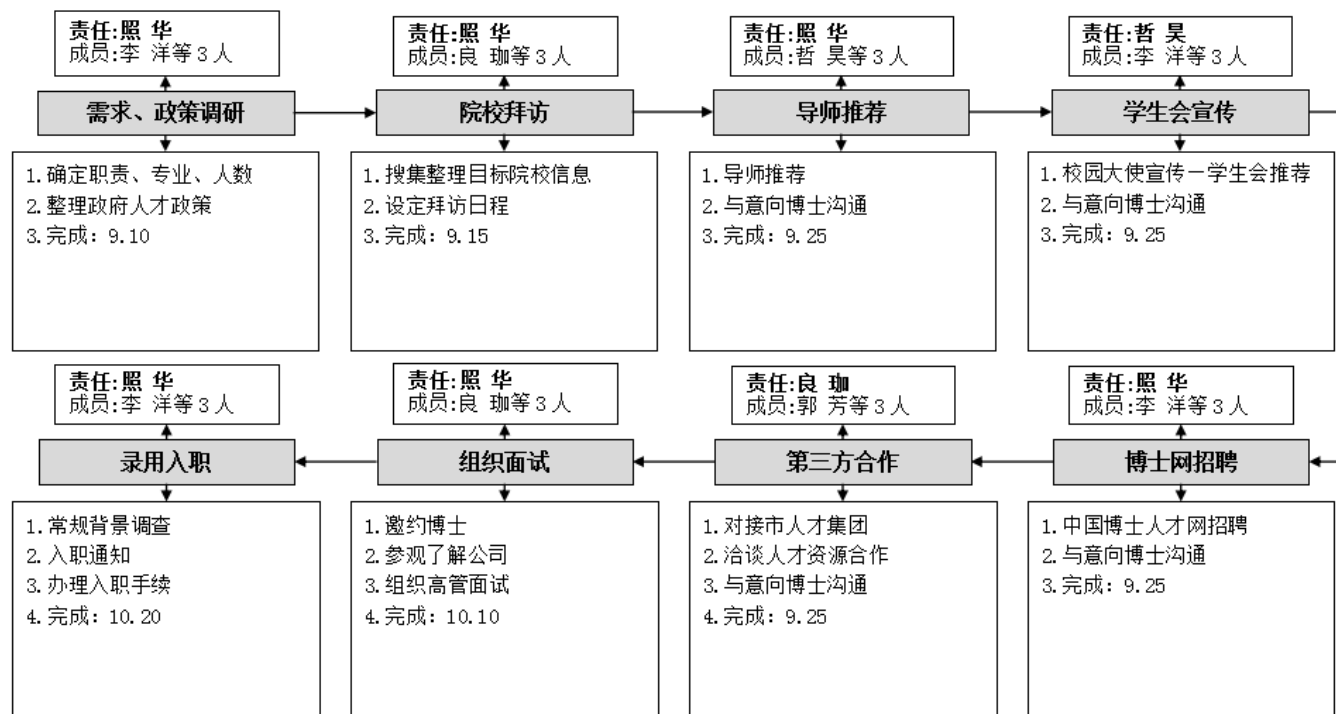 责任:照 华
成员:李 洋等3人
需求、政策调研
1.确定职责、专业、人数
2.整理政府人才政策
3.完成：9.10
责任:照 华
成员:良 珈等3人
院校拜访
1.搜集整理目标院校信息
2.设定拜访日程
3.完成：9.15
责任:照 华
成员:哲 昊等3人
导师推荐
1.导师推荐
2.与意向博士沟通
3.完成：9.25
责任:哲 昊
成员:李 洋等3人
学生会宣传
1.校园大使宣传—学生会推荐
2.与意向博士沟通
3.完成：9.25
责任:照 华
成员:李 洋等3人
录用入职
1.常规背景调查
2.入职通知
3.办理入职手续
4.完成：10.20
责任:照 华
成员:良 珈等3人
组织面试
1.邀约博士
2.参观了解公司
3.组织高管面试
4.完成：10.10
责任:良 珈
成员:郭 芳等3人
第三方合作
1.对接市人才集团
2.洽谈人才资源合作
3.与意向博士沟通
4.完成：9.25
责任:照 华
成员:李 洋等3人
博士网招聘
1.中国博士人才网招聘
2.与意向博士沟通
3.完成：9.25